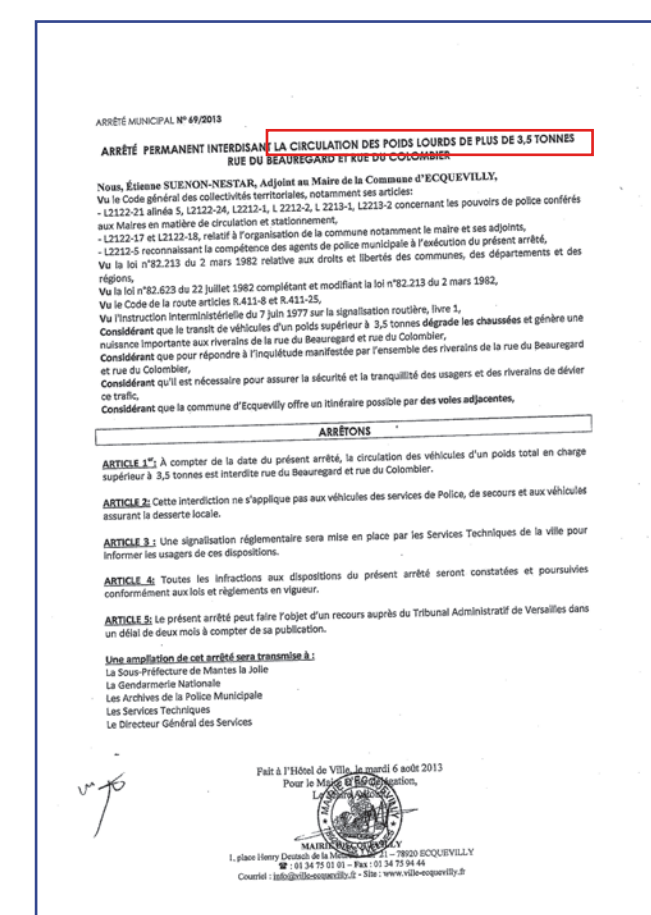 ARRÊTÉ MUNICIPAL N° 69/2013
ARRÊTÉ PERMANENT INTERDISANT LA CIRCULATION DES POIDS LOURDS DE PLUS DE 3,5 TONNES
RUE DU BEAUREGARD ET RUE DU COLOMBIER
Nous, Étienne SUENON-NESTAR, Adjoint au Maire de la Commune d'ECQUEVILLY,
Vu le Code général des collectivités territoriales, notamment ses articles:
- L2122-21 alinéa 5, L2122-24, L2212-1, L 2212-2, L 2213-1, L2213-2 concernant les pouvoirs de police conférés
aux Maires en matière de circulation et stationnement,
- L2122-17 et L2122-18, relatif à l'organisation de la commune notamment le maire et ses adjoints,
- L2212-5 reconnaissant la compétence des agents de police municipale à l'exécution du présent arrêté,
Vu la loi n°82.213 du 2 mars 1982 relative aux droits et libertés des communes, des départements et des
régions,
Vu la loi n°82.623 du 22 juillet 1982 complétant et modifiant la loi n°82.213 du 2 mars 1982,
Vu le Code de la route articles R.411-8 et R.411-25,
Vu l'Instruction Interministérielle du 7 juin 1977 sur la signalisation routière, livre 1,
Considérant que le transit de véhicules d'un poids supérieur à 3,5 tonnes dégrade les chaussées et génère une
nuisance importante aux riverains de la rue du Beauregard et rue du Colombier,
Considérant que pour répondre à l'inquiétude manifestée par l'ensemble des riverains de la rue du Beauregard
et rue du Colombier,
Considérant qu'il est nécessaire pour assurer la sécurité et la tranquillité des usagers et des riverains de dévier
ce trafic,
Considérant que la commune d'Ecquevilly offre un itinéraire possible par des voies adjacentes,
ARRÊTONS
ARTICLE 1er: À compter de la date du présent arrêté, la circulation des véhicules d'un poids total en charge
supérieur à 3,5 tonnes est interdite rue du Beauregard et rue du Colombier.
ARTICLE 2: Cette interdiction ne s'applique pas aux véhicules des services de Police, de secours et aux véhicules
assurant la desserte locale.
ARTICLE 3 : Une signalisation réglementaire sera mise en place par les Services Techniques de la ville pour
informer les usagers de ces dispositions.
ARTICLE 4: Toutes les infractions aux dispositions du présent arrêté seront constatées et poursuivies
conformément aux lois et règlements en vigueur.
ARTICLE 5: Le présent arrêté peut faire l'objet d'un recours auprès du Tribunal Administratif de Versailles dans
un délai de deux mois à compter de sa publication.
Une ampliation de cet arrêté sera transmise à :
La Sous-Préfecture de Mantes la Jolie
La Gendarmerie Nationale
Les Archives de la Police Municipale
Les Services Techniques
Le Directeur Général des Services
Fait à l'Hôtel de Ville, le mardi 6 août 2013
Pour le Maire
MAIRIE D'ECQUEVILLY
1, place Henry Deutsch de la 21 – 78920 ECQUEVILLY
☎ : 01 34 75 01 01 – Fax : 01 34 75 94 44
Courriel : info@ville-ecquevilly.fr - Site : www.ville-ecquevilly.fr